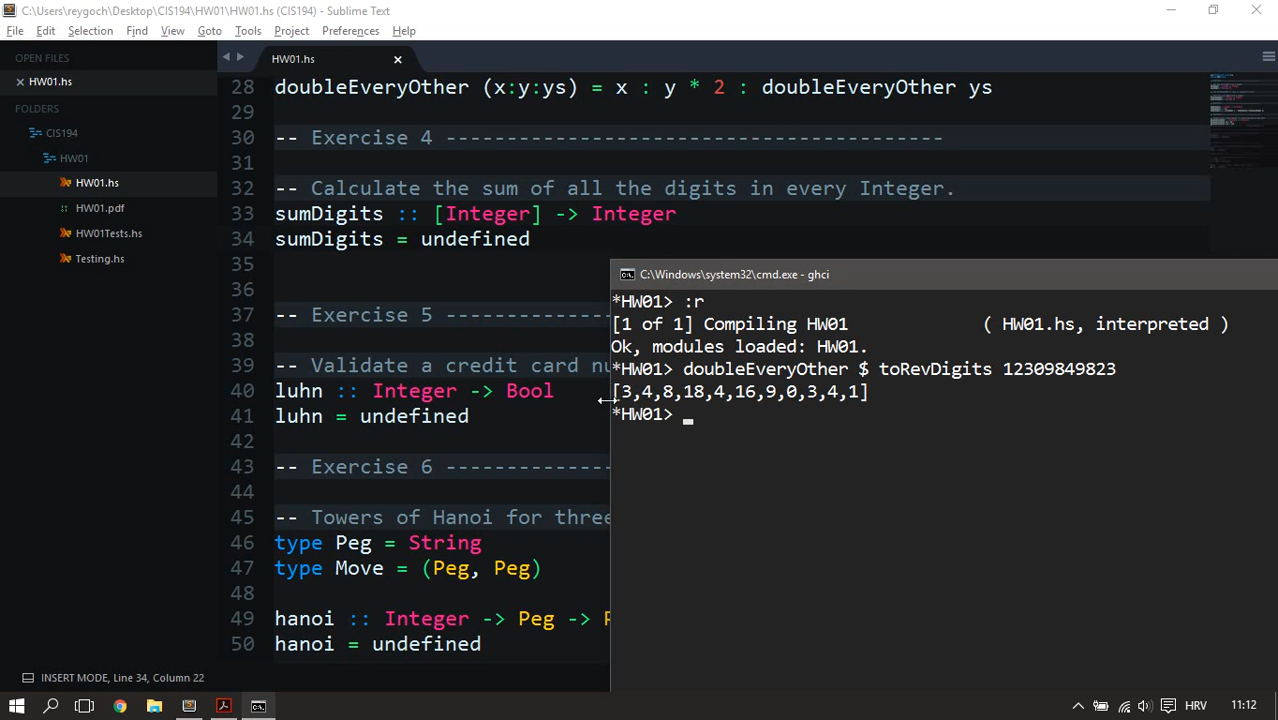 C:\Users\reygoch\Desktop\CIS194\HW01\HW01.hs (CIS194) - Sublime Text
File Edit Selection Find View Goto Tools Project Preferences Help
OPEN FILES
HW01.hs
FOLDERS
CIS194
HW01
HW01.hs
HW01.pdf
HW01Tests.hs
Testing.hs
HW01.hs
28 doubleEveryOther (x:y:ys) = x : y * 2 : doubleEveryOther ys
29
30 -- Exercise 4 -----------------------------------------
31
32 -- Calculate the sum of all the digits in every Integer.
33 sumDigits :: [Integer] -> Integer
34 sumDigits = undefined
35
36
37 -- Exercise 5 --------------
38
39 -- Validate a credit card nu
40 luhn :: Integer -> Bool
41 luhn = undefined
42
43 -- Exercise 6 --------------
44
45 -- Towers of Hanoi for three
46 type Peg = String
47 type Move = (Peg, Peg)
48
49 hanoi :: Integer -> Peg -> P
50 hanoi = undefined
C:\Windows\system32\cmd.exe - ghci
*HW01> :r
[1 of 1] Compiling HW01 ( HW01.hs, interpreted )
Ok, modules loaded: HW01.
*HW01> doubleEveryOther $ toRevDigits 12309849823
[3,4,8,18,4,16,9,0,3,4,1]
*HW01>
INSERT MODE, Line 34, Column 22
HRV
11:12